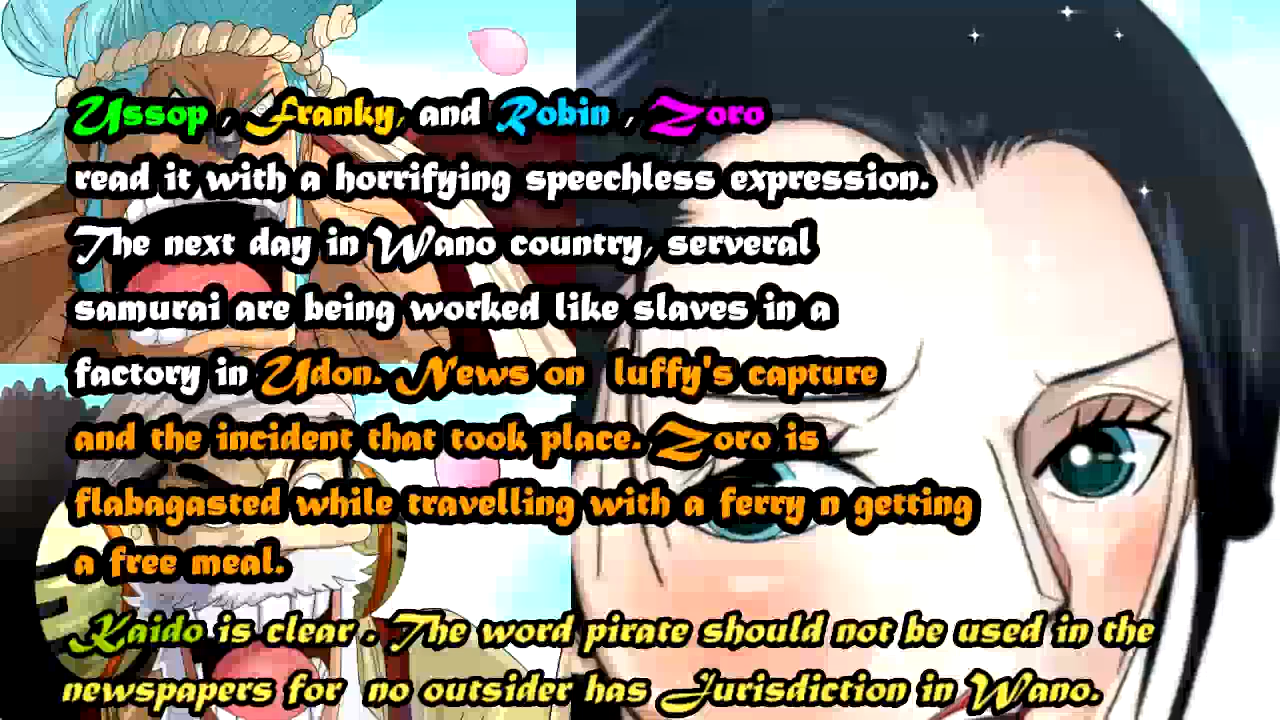 Ussop , Franky, and Robin , Zoro
read it with a horrifying speechless expression.
The next day in Wano country, serveral
samurai are being worked like slaves in a
factory in Udon. News on luffy's capture
and the incident that took place. Zoro is
flabagasted while travelling with a ferry n getting
a free meal.
Kaido is clear . The word pirate should not be used in the
newspapers for no outsider has Jurisdiction in Wano.